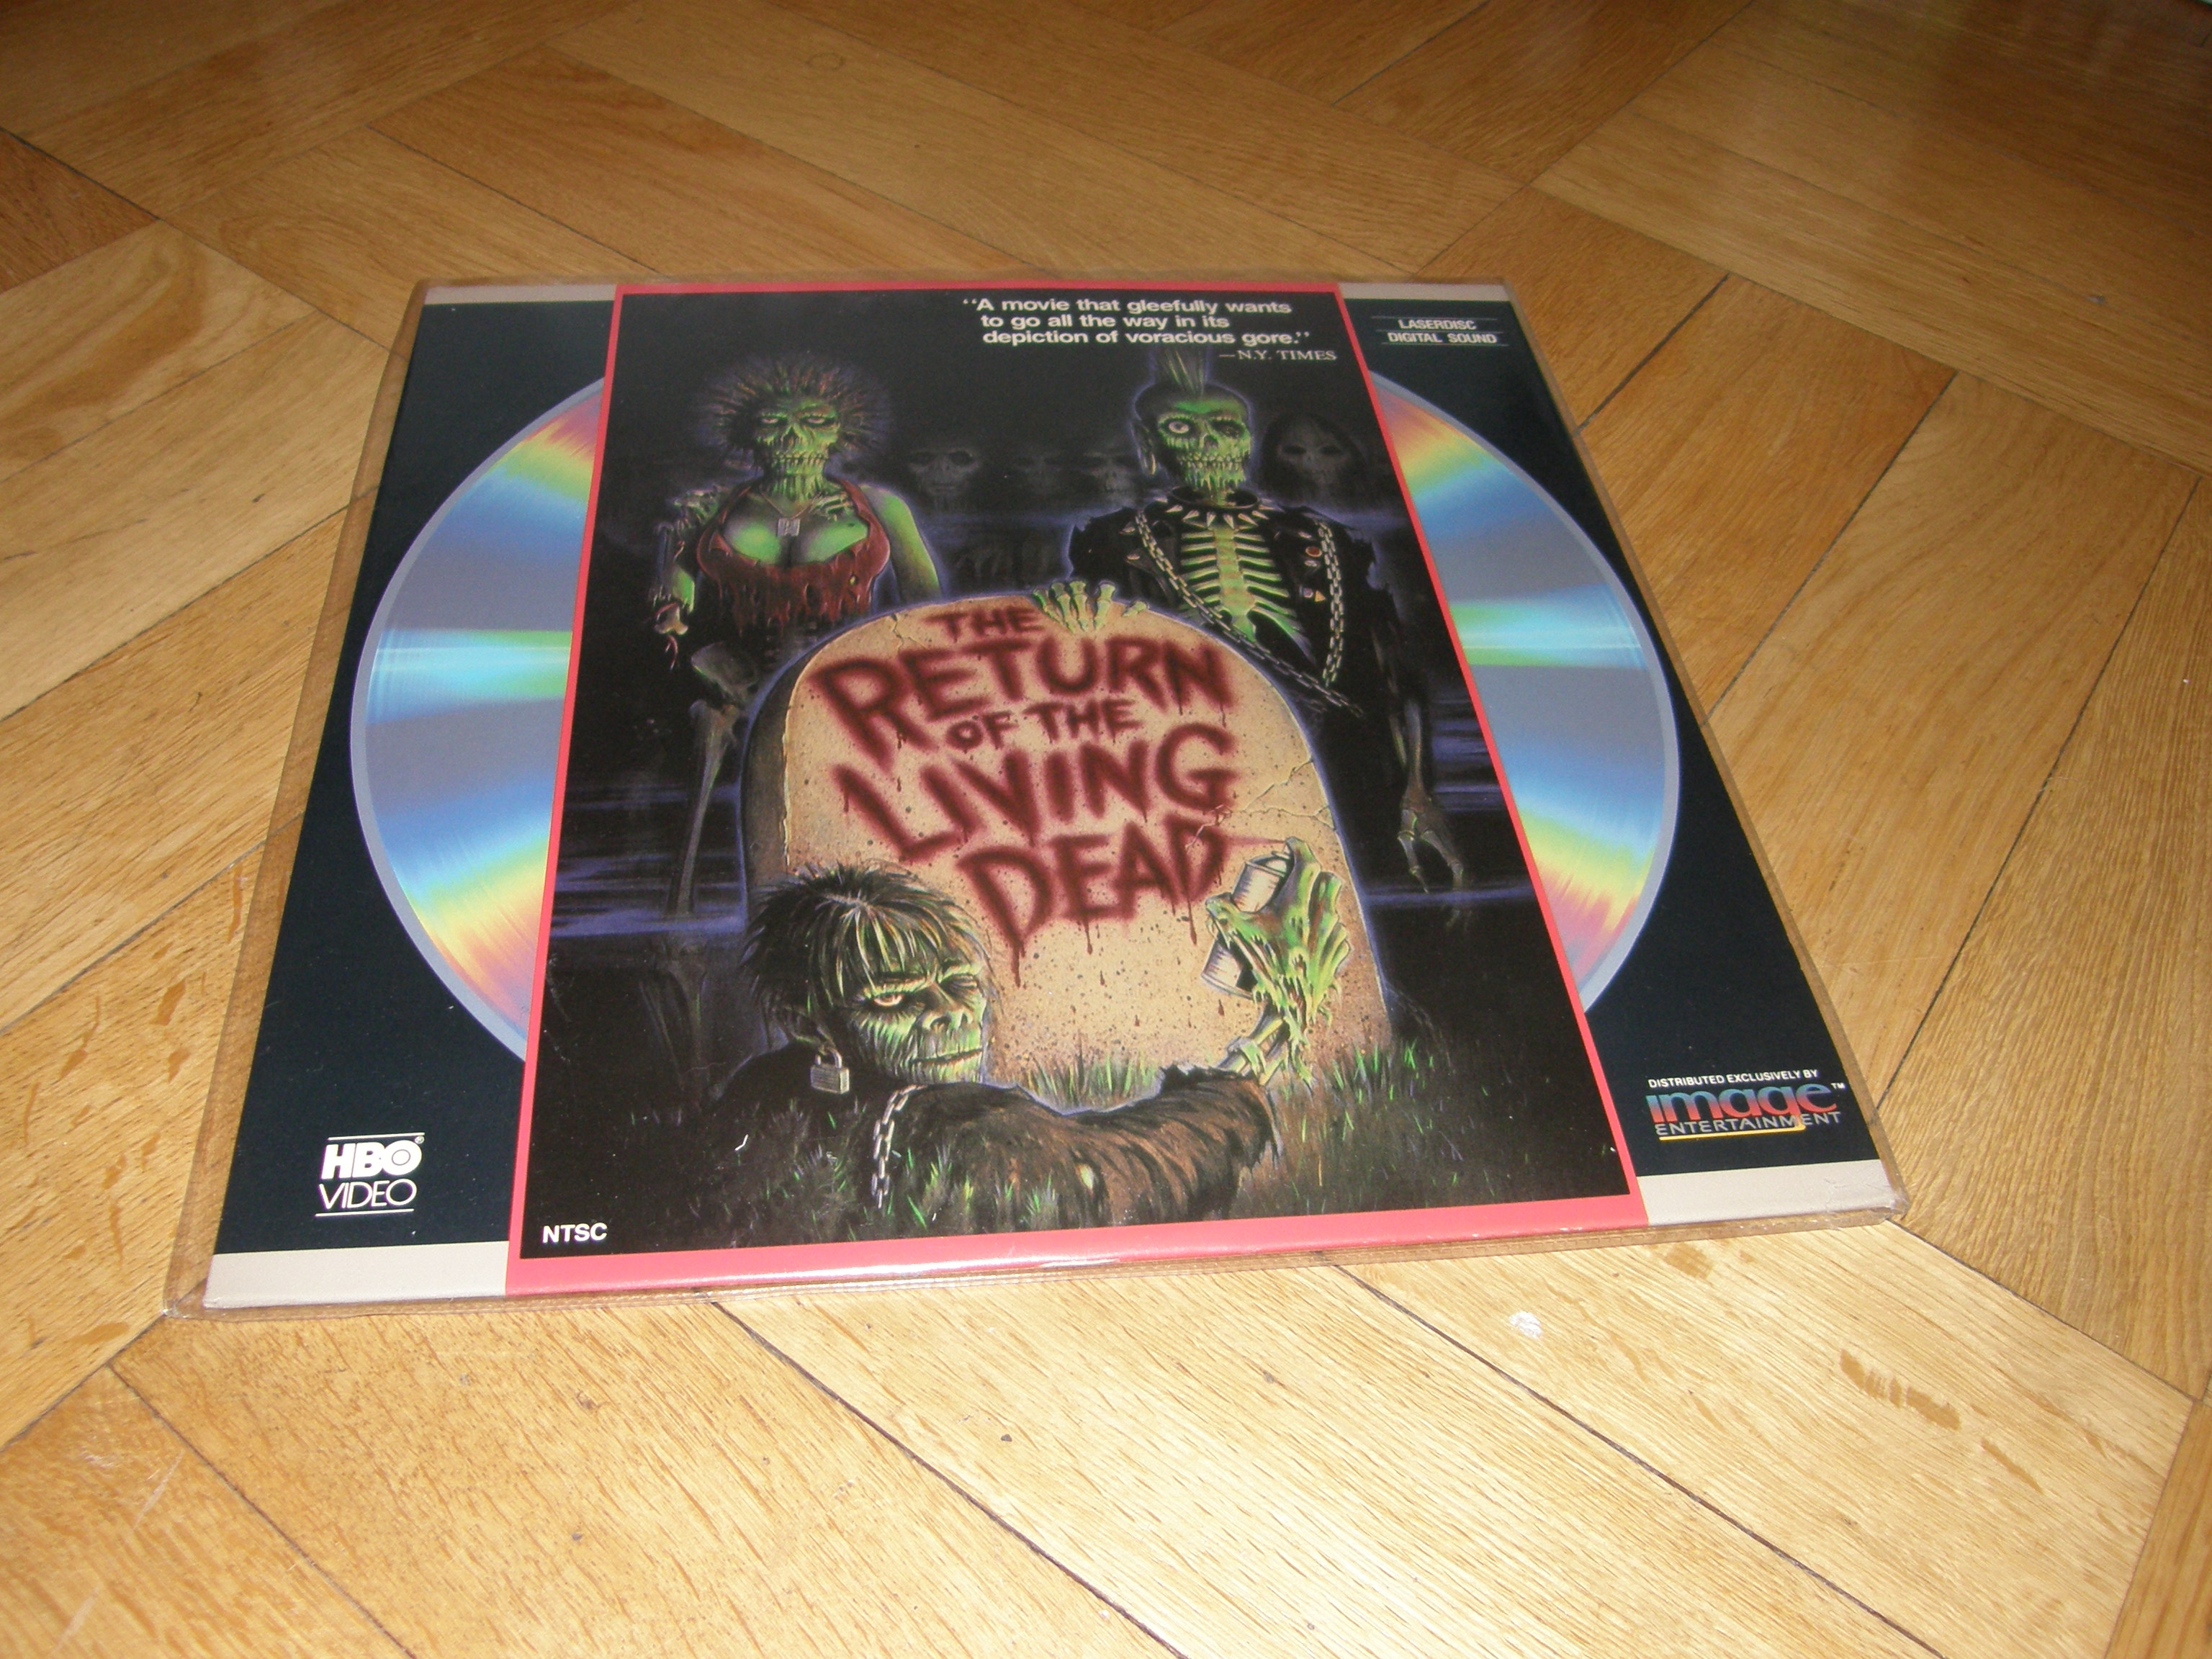 “A movie that gleefully wants
to go all the way in its
depiction of voracious gore.”
—N.Y. TIMES
LASERDISC
DIGITAL SOUND
THE
RETURN
OF THE
LIVING
DEAD
DISTRIBUTED EXCLUSIVELY BY
image™
ENTERTAINMENT
HBO®
VIDEO
NTSC